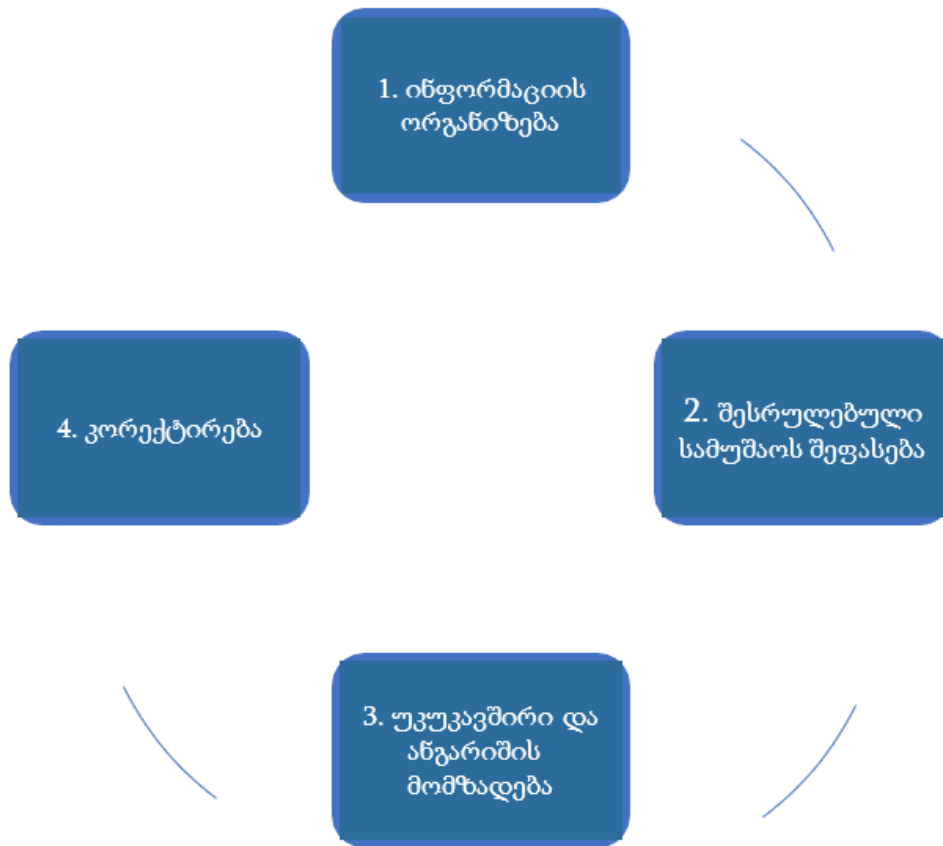 1. ინფორმაციის
ორგანიზება
2. შესრულებული
სამუშაოს შეფასება
3. უკუკავშირი და
ანგარიშის
მომზადება
4. კორექტირება